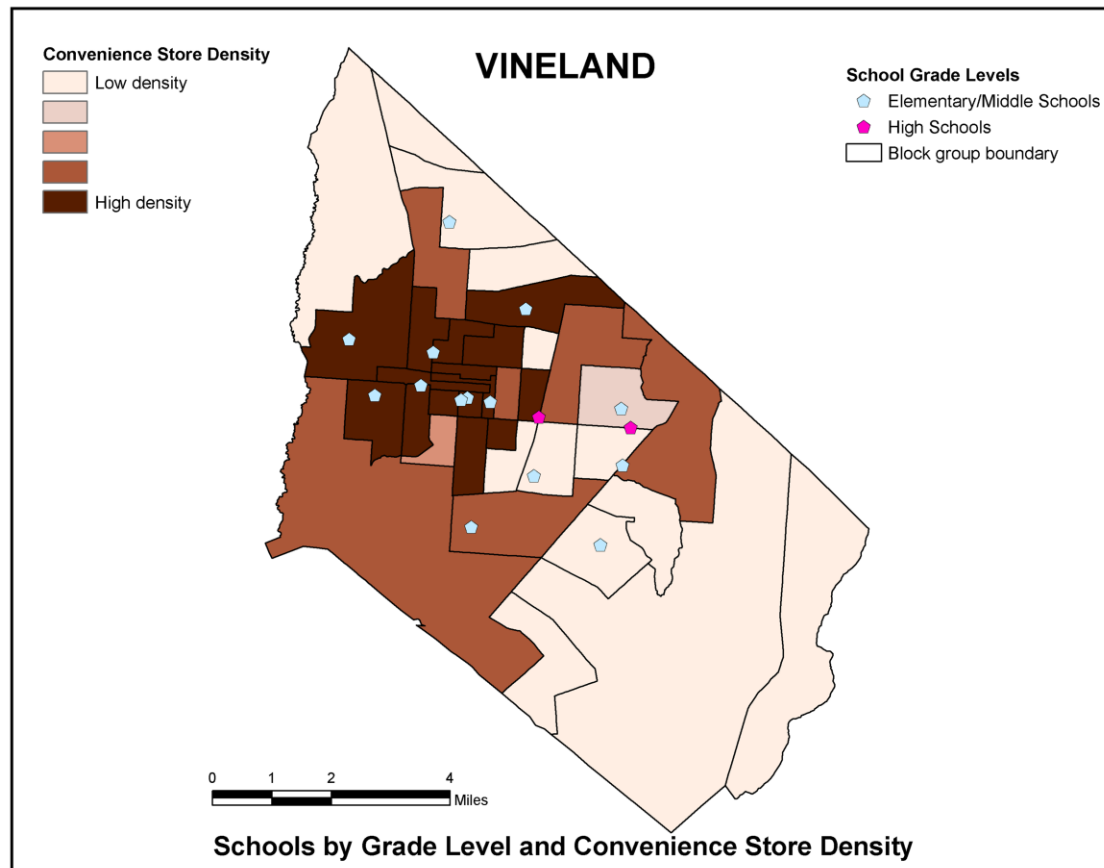 VINELAND
Convenience Store Density
Low density
High density
School Grade Levels
Elementary/Middle Schools
High Schools
Block group boundary
0 1 2 4
Miles
Schools by Grade Level and Convenience Store Density